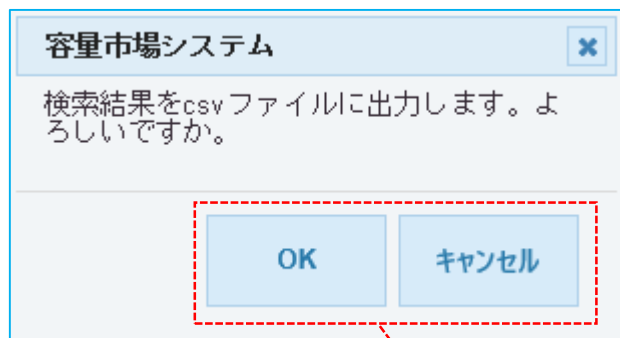 容量市場システム
検索結果をcsvファイルに出力します。よ
ろしいですか。
OK
キャンセル